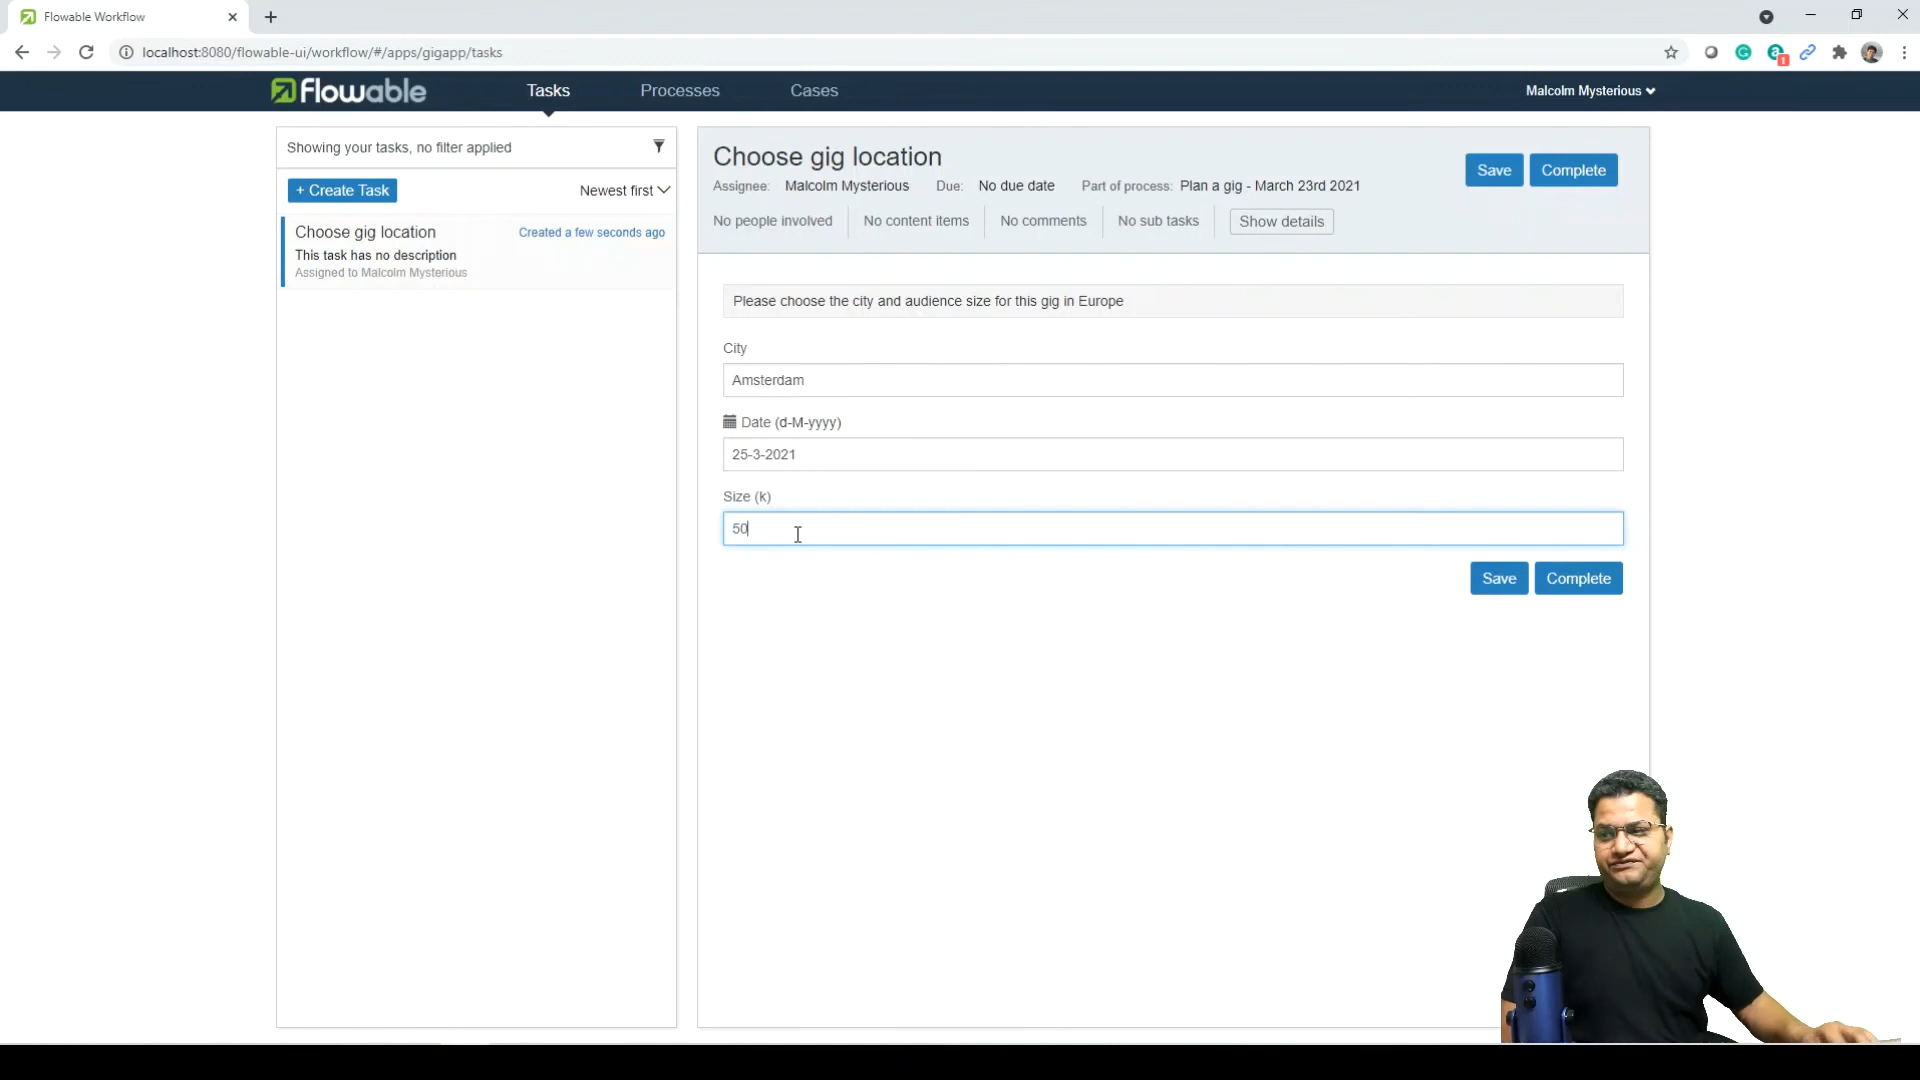 Flowable Workflow
localhost:8080/flowable-ui/workflow/#/apps/gigapp/tasks
1
flowable
Tasks
Processes
Cases
Malcolm Mysterious
Showing your tasks, no filter applied
+ Create Task
Newest first
Choose gig location
Created a few seconds ago
This task has no description
Assigned to Malcolm Mysterious
Choose gig location
Save
Complete
Assignee: Malcolm Mysterious Due: No due date Part of process: Plan a gig - March 23rd 2021
No people involved
No content items
No comments
No sub tasks
Show details
Please choose the city and audience size for this gig in Europe
City
Amsterdam
Date (d-M-yyyy)
25-3-2021
Size (k)
50
Save
Complete